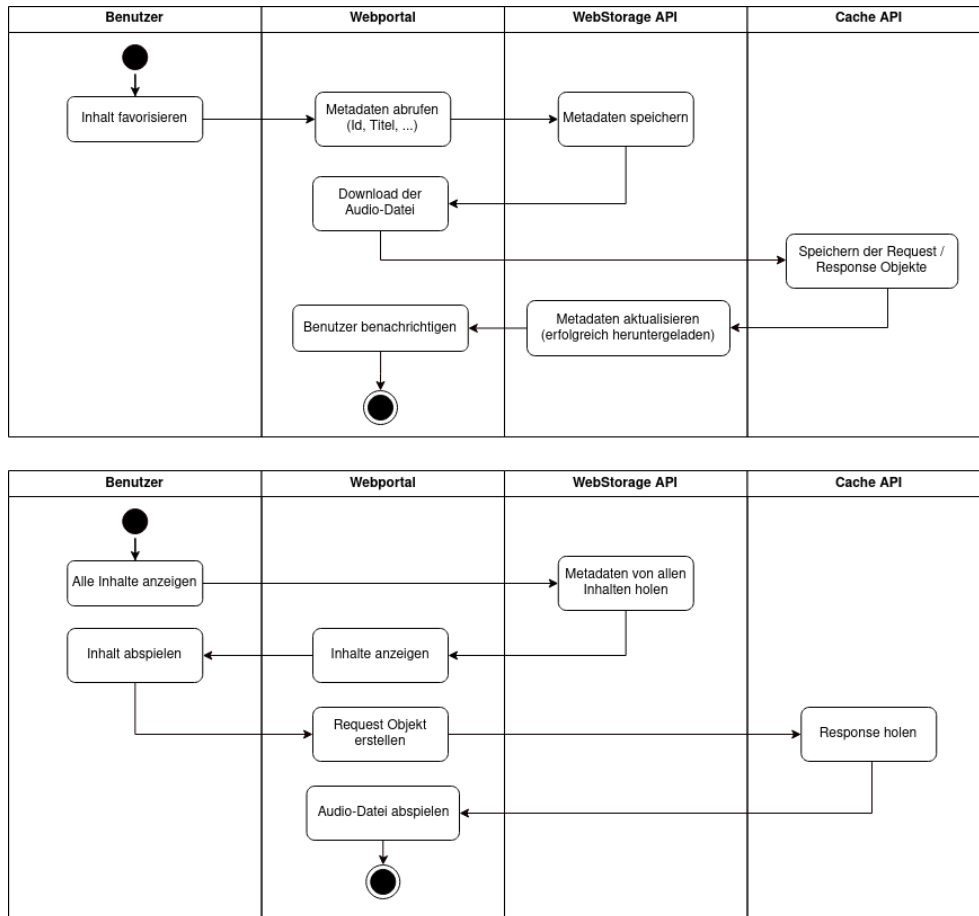 Benutzer
Webportal
WebStorage API
Cache API
Inhalt favorisieren
Metadaten abrufen
(Id, Titel, ...)
Metadaten speichern
Download der
Audio-Datei
Speichern der Request /
Response Objekte
Benutzer benachrichtigen
Metadaten aktualisieren
(erfolgreich heruntergeladen)
Benutzer
Webportal
WebStorage API
Cache API
Alle Inhalte anzeigen
Metadaten von allen
Inhalten holen
Inhalt abspielen
Inhalte anzeigen
Request Objekt
erstellen
Response holen
Audio-Datei abspielen